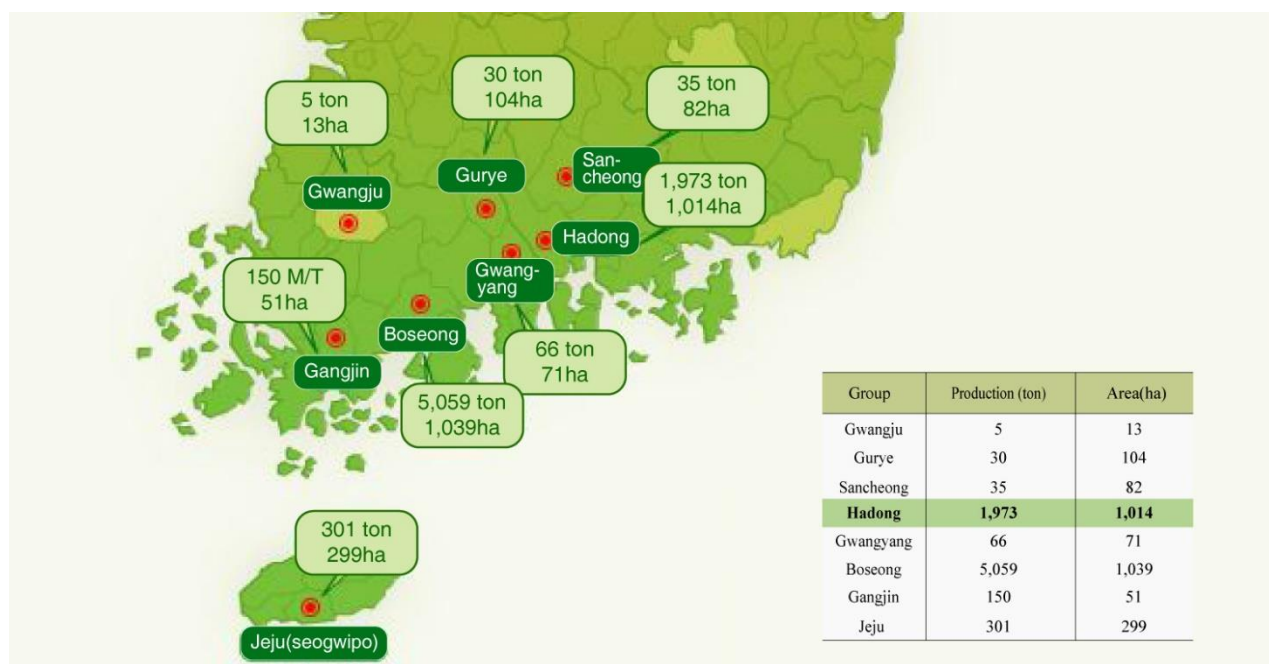 30 ton
104ha
35 ton
82ha
5 ton
13ha
San-
cheong
Gurye
1,973 ton
1,014ha
Gwangju
Hadong
150 M/T
51ha
Gwang-
yang
Boseong
Gangjin
66 ton
71ha
5,059 ton
1,039ha
301 ton
299ha
Jeju(seogwipo)
Group Production (ton) Area(ha)
Gwangju 5 13
Gurye 30 104
Sancheong 35 82
Hadong 1,973 1,014
Gwangyang 66 71
Boseong 5,059 1,039
Gangjin 150 51
Jeju 301 299